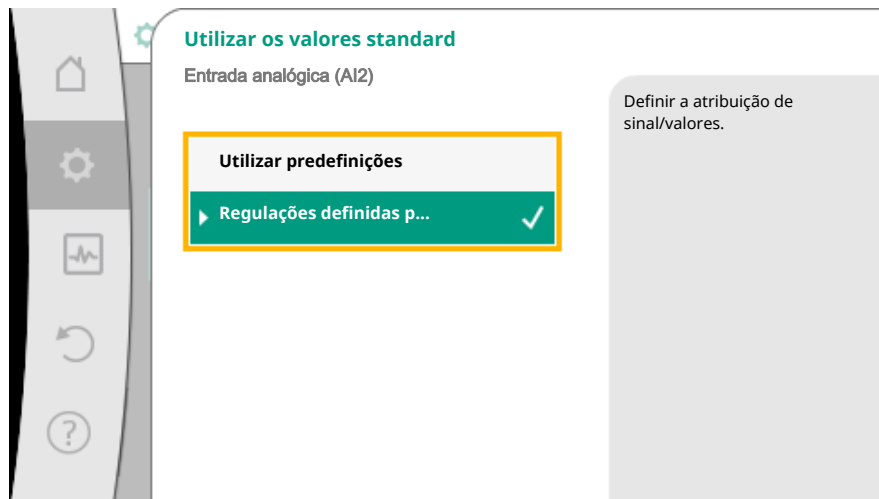 Utilizar os valores standard
Entrada analógica (AI2)
Definir a atribuição de
sinal/valores.
Utilizar predefinições
Regulações definidas p...
?